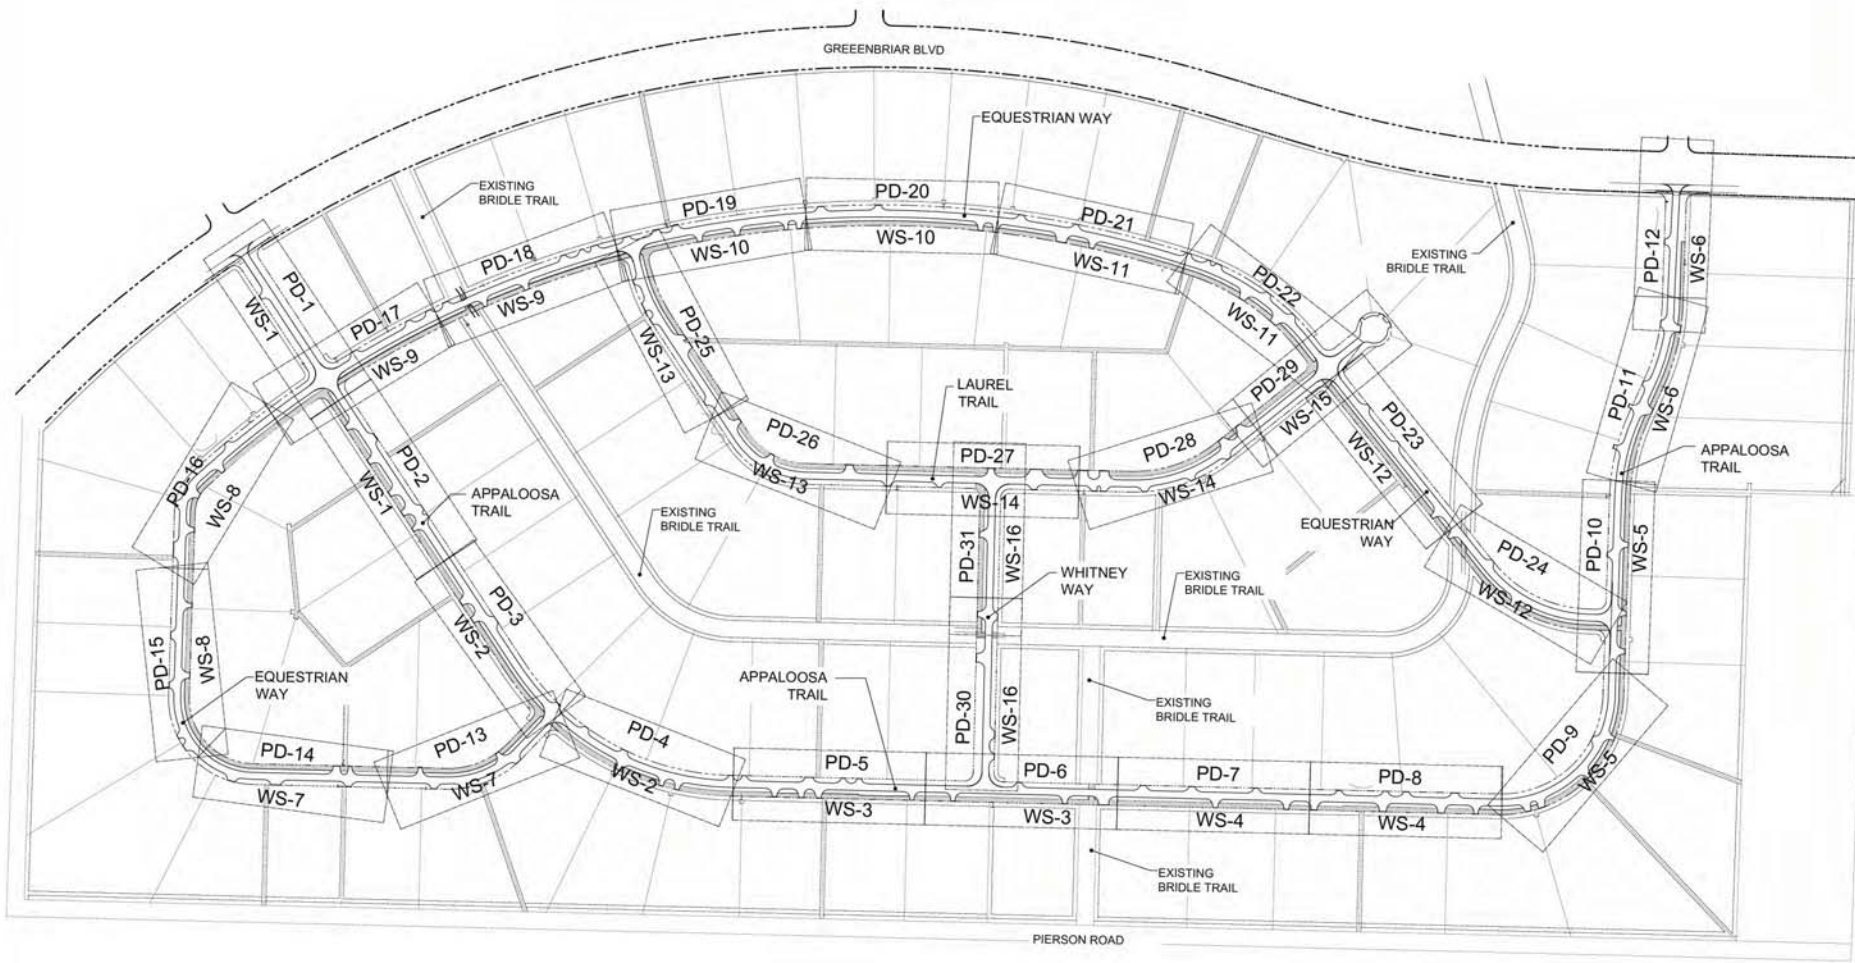 GREEENBRIAR BLVD
EQUESTRIAN WAY
EXISTING
BRIDLE TRAIL
PD-20
PD-19
PD-21
WS-10
WS-10
PD-18
WS-11
EXISTING
BRIDLE TRAIL
PD-12
WS-6
PD-1
WS-1
PD-22
WS-9
PD-17
WS-11
PD-25
WS-13
WS-9
PD-29
WS-15
LAUREL
TRAIL
PD-11
WS-6
PD-23
PD-26
PD-28
PD-27
WS-12
APPALOOSA
TRAIL
PD-16
PD-2
WS-8
WS-1
WS-13
WS-14
WS-14
APPALOOSA
TRAIL
EXISTING
BRIDLE TRAIL
EQUESTRIAN
WAY
PD-31
WS-16
PD-10
WS-5
PD-24
WHITNEY
WAY
EXISTING
BRIDLE TRAIL
WS-12
PD-3
WS-2
PD-15
WS-8
EQUESTRIAN
WAY
APPALOOSA
TRAIL
PD-30
WS-16
EXISTING
BRIDLE TRAIL
PD-4
PD-13
PD-14
PD-9
PD-5
PD-6
PD-7
PD-8
WS-5
WS-2
WS-7
WS-7
WS-3
WS-3
WS-4
WS-4
EXISTING
BRIDLE TRAIL
PIERSON ROAD